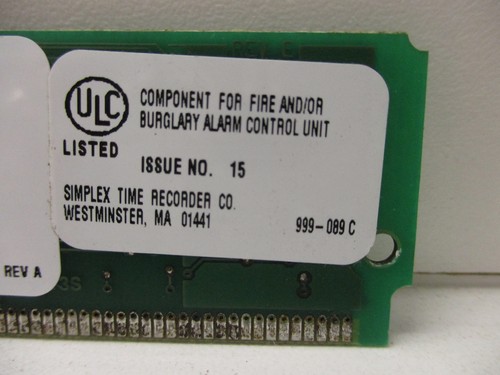 ULC
COMPONENT FOR FIRE AND/OR
BURGLARY ALARM CONTROL UNIT
LISTED
ISSUE NO. 15
SIMPLEX TIME RECORDER CO.
WESTMINSTER, MA 01441
999-089 C
REV A
3S